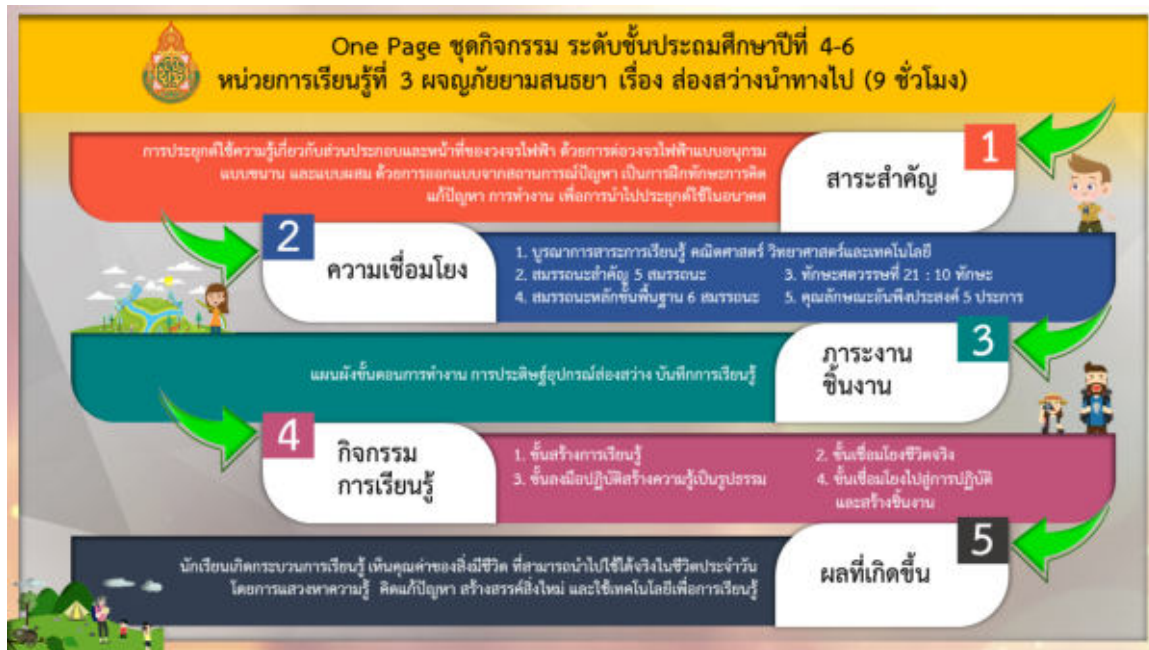 One Page ชุดกิจกรรม ระดับชั้นประถมศึกษาปีที่ 4-6
หน่วยการเรียนรู้ที่ 3 ผจญภัยยามสนธยา เรื่อง ส่องสว่างนำทางไป (9 ชั่วโมง)
1
สาระสำคัญ
การประยุกต์ใช้ความรู้เกี่ยวกับส่วนประกอบและหน้าที่ของวงจรไฟฟ้า ด้วยการต่อวงจรไฟฟ้าแบบอนุกรม
แบบขนาน และแบบผสม ด้วยการออกแบบจากสถานการณ์ปัญหา เป็นการฝึกทักษะการคิด
แก้ปัญหา การทำงาน เพื่อการนำไปประยุกต์ใช้ในอนาคต
2
ความเชื่อมโยง
1. บูรณาการสาระการเรียนรู้ คณิตศาสตร์ วิทยาศาสตร์และเทคโนโลยี
2. สมรรถนะสำคัญ 5 สมรรถนะ
3. ทักษะศตวรรษที่ 21 : 10 ทักษะ
4. สมรรถนะหลักขั้นพื้นฐาน 6 สมรรถนะ
5. คุณลักษณะอันพึงประสงค์ 5 ประการ
3
ภาระงาน
ชิ้นงาน
แผนผังขั้นตอนการทำงาน การประดิษฐ์อุปกรณ์ส่องสว่าง บันทึกการเรียนรู้
4
กิจกรรม
การเรียนรู้
1. ขั้นสร้างการเรียนรู้
2. ขั้นเชื่อมโยงชีวิตจริง
3. ขั้นลงมือปฏิบัติสร้างความรู้เป็นรูปธรรม
4. ขั้นเชื่อมโยงไปสู่การปฏิบัติ
และสร้างชิ้นงาน
5
ผลที่เกิดขึ้น
นักเรียนเกิดกระบวนการเรียนรู้ เห็นคุณค่าของสิ่งมีชีวิต ที่สามารถนำไปใช้ได้จริงในชีวิตประจำวัน
โดยการแสวงหาความรู้ คิดแก้ปัญหา สร้างสรรค์สิ่งใหม่ และใช้เทคโนโลยีเพื่อการเรียนรู้